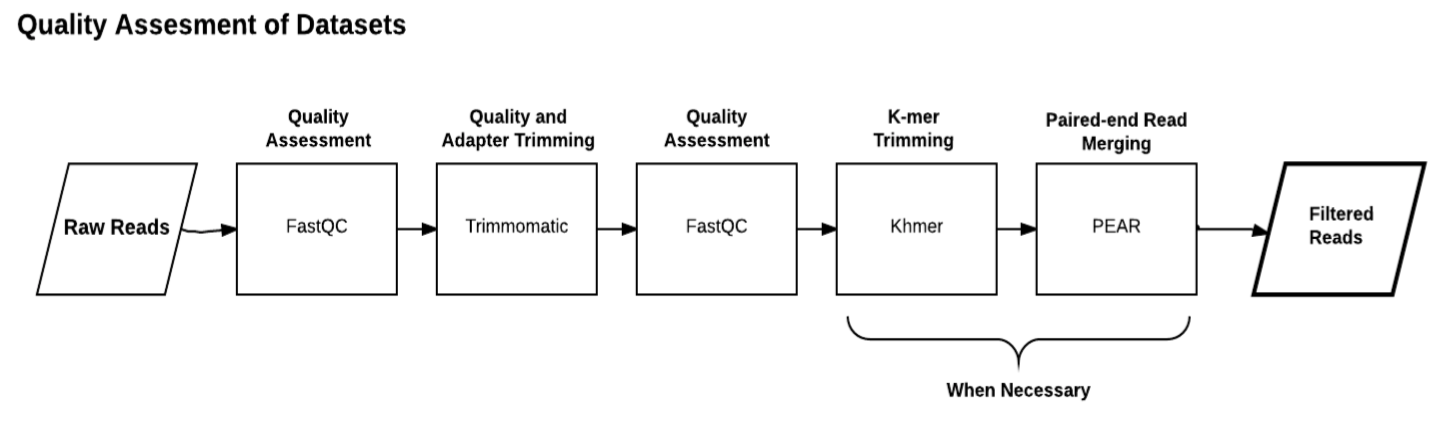 Quality Assesment of Datasets
Quality
Assessment
Quality and
Adapter Trimming
Quality
Assessment
K-mer
Trimming
Paired-end Read
Merging
Raw Reads
FastQC
Trimmomatic
FastQC
Khmer
PEAR
Filtered
Reads
When Necessary